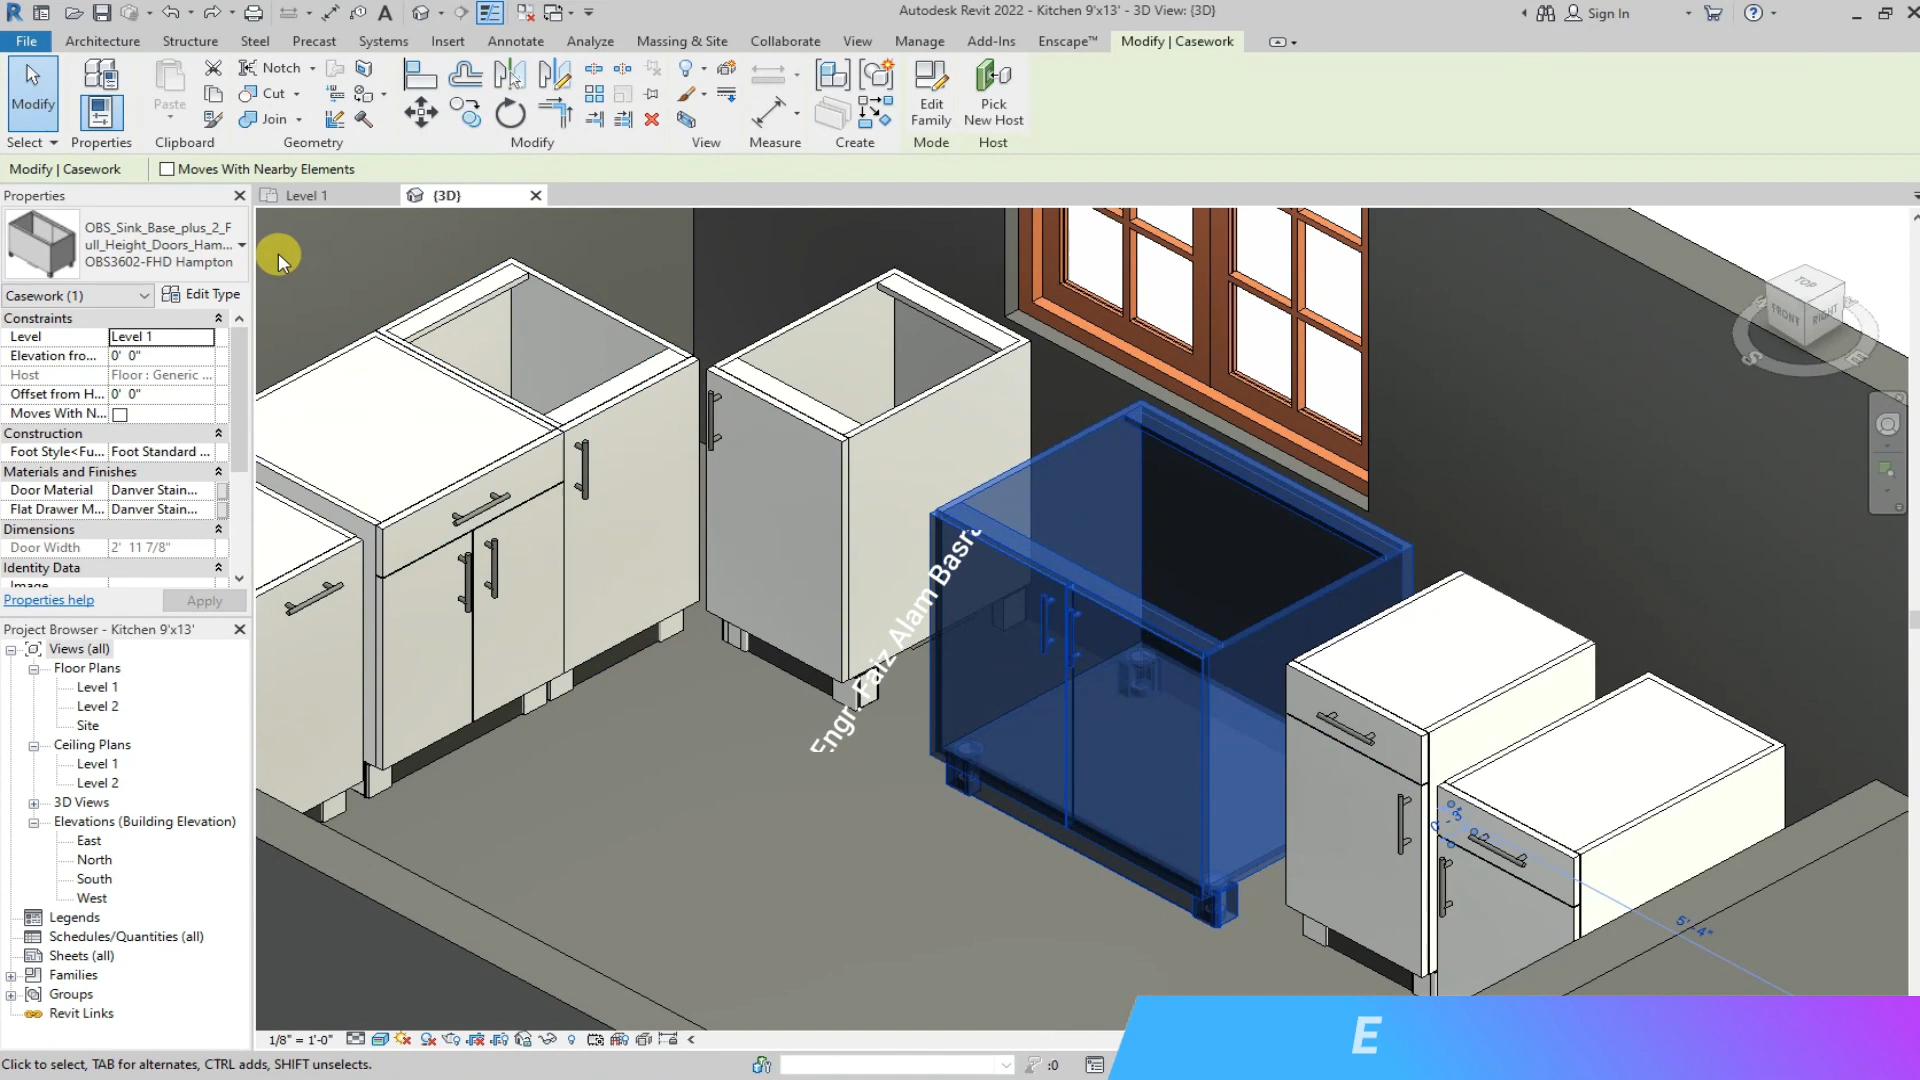 Autodesk Revit 2022 - Kitchen 9'x13' - 3D View: {3D}
Sign In
File Architecture Structure Steel Precast Systems Insert Annotate Analyze Massing & Site Collaborate View Manage Add-Ins Enscape™ Modify | Casework
Modify
Paste
Notch
Cut
Join
Edit Family
Pick New Host
Select Properties Clipboard Geometry Modify View Measure Create Mode Host
Modify | Casework Moves With Nearby Elements
Properties
Level 1
{3D}
OBS_Sink_Base_plus_2_F
ull_Height_Doors_Ham...
OBS3602-FHD Hampton
Casework (1) Edit Type
Constraints
Level Level 1
Elevation fro... 0' 0"
Host Floor : Generic ...
Offset from H... 0' 0"
Moves With N...
Construction
Foot Style<Fu... Foot Standard ...
Materials and Finishes
Door Material Danver Stain...
Flat Drawer M... Danver Stain...
Dimensions
Door Width 2' 11 7/8"
Identity Data
Image
Properties help Apply
Project Browser - Kitchen 9'x13'
Views (all)
Floor Plans
Level 1
Level 2
Site
Ceiling Plans
Level 1
Level 2
3D Views
Elevations (Building Elevation)
East
North
South
West
Legends
Schedules/Quantities (all)
Sheets (all)
Families
Groups
Revit Links
TOP
FRONT
RIGHT
S
E
Engr. Faiz Alam Basra
5' - 4"
E
1/8" = 1'-0"
Click to select, TAB for alternates, CTRL adds, SHIFT unselects.
:0